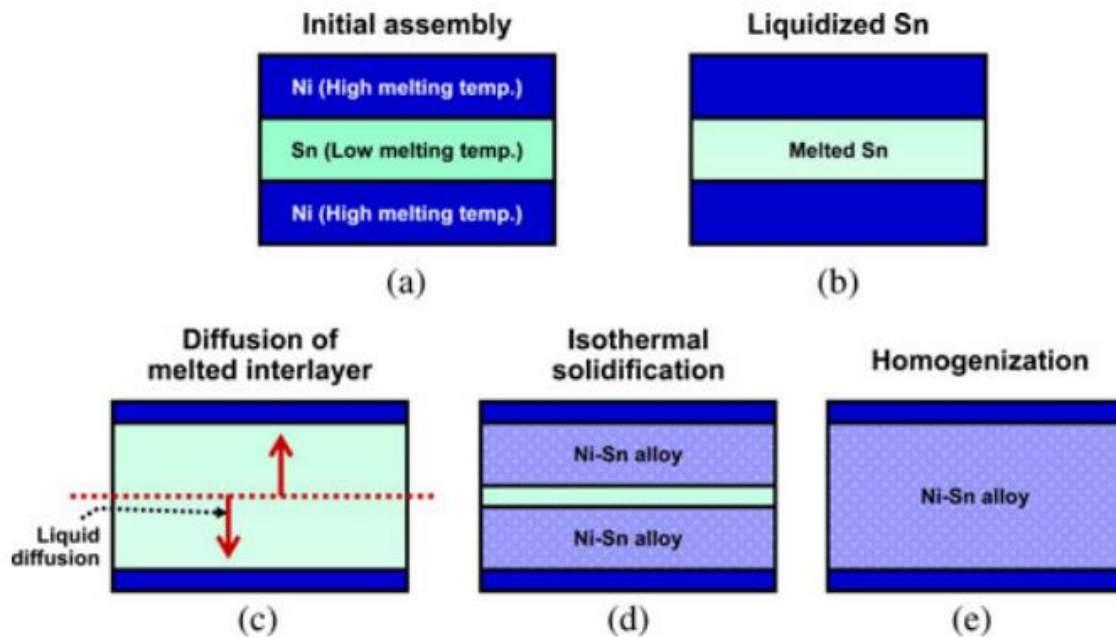 Initial assembly
Ni (High melting temp.)
Sn (Low melting temp.)
Ni (High melting temp.)
(a)
Liquidized Sn
Melted Sn
(b)
Diffusion of
melted interlayer
Liquid
diffusion
(c)
Isothermal
solidification
Ni-Sn alloy
Ni-Sn alloy
(d)
Homogenization
Ni-Sn alloy
(e)